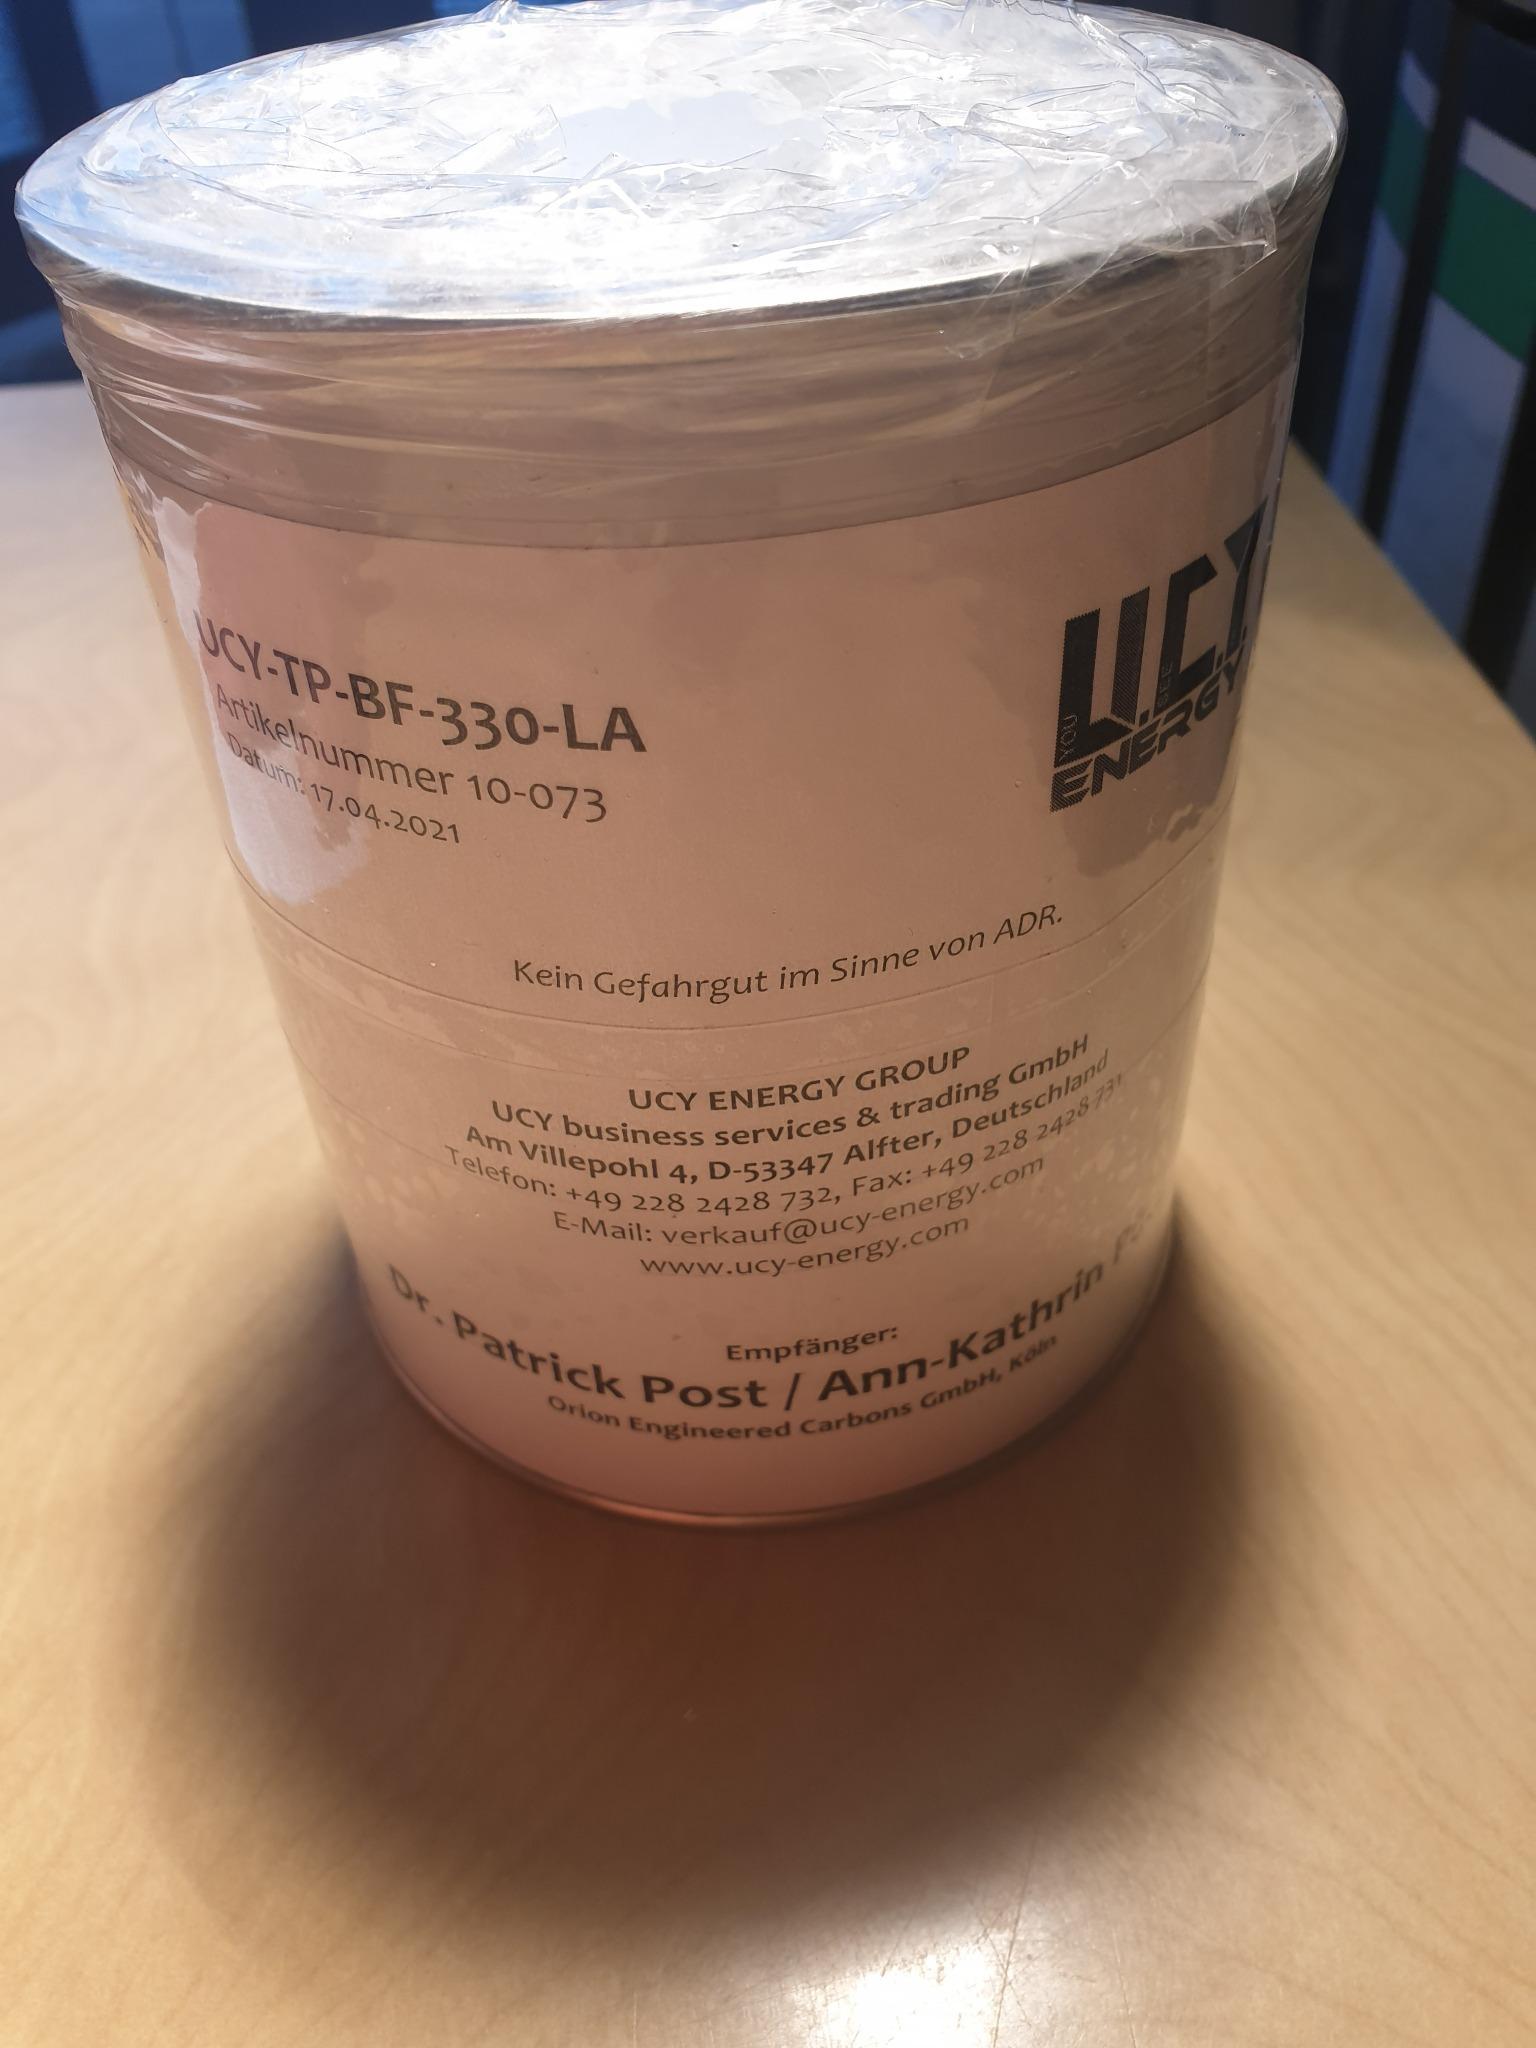 UCY-TP-BF-330-LA
Artikelnummer 10-073
Datum: 17.04.2021
U.C.Y.
YOU SEE
ENERGY
Kein Gefahrgut im Sinne von ADR.
UCY ENERGY GROUP
UCY business services & trading GmbH
Am Villepohl 4, D-53347 Alfter, Deutschland
Telefon: +49 228 2428 732, Fax: +49 228 2428 731
E-Mail: verkauf@ucy-energy.com
www.ucy-energy.com
Empfänger:
Dr. Patrick Post / Ann-Kathrin
Orion Engineered Carbons GmbH, Köln